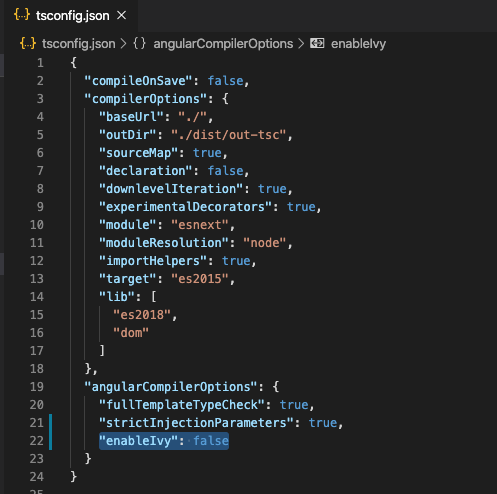 {..} tsconfig.json ×
{..} tsconfig.json > {} angularCompilerOptions > enableIvy
1 {
2   "compileOnSave": false,
3   "compilerOptions": {
4     "baseUrl": "./",
5     "outDir": "./dist/out-tsc",
6     "sourceMap": true,
7     "declaration": false,
8     "downlevelIteration": true,
9     "experimentalDecorators": true,
10     "module": "esnext",
11     "moduleResolution": "node",
12     "importHelpers": true,
13     "target": "es2015",
14     "lib": [
15       "es2018",
16       "dom"
17     ]
18   },
19   "angularCompilerOptions": {
20     "fullTemplateTypeCheck": true,
21     "strictInjectionParameters": true,
22     "enableIvy": false
23   }
24 }
25